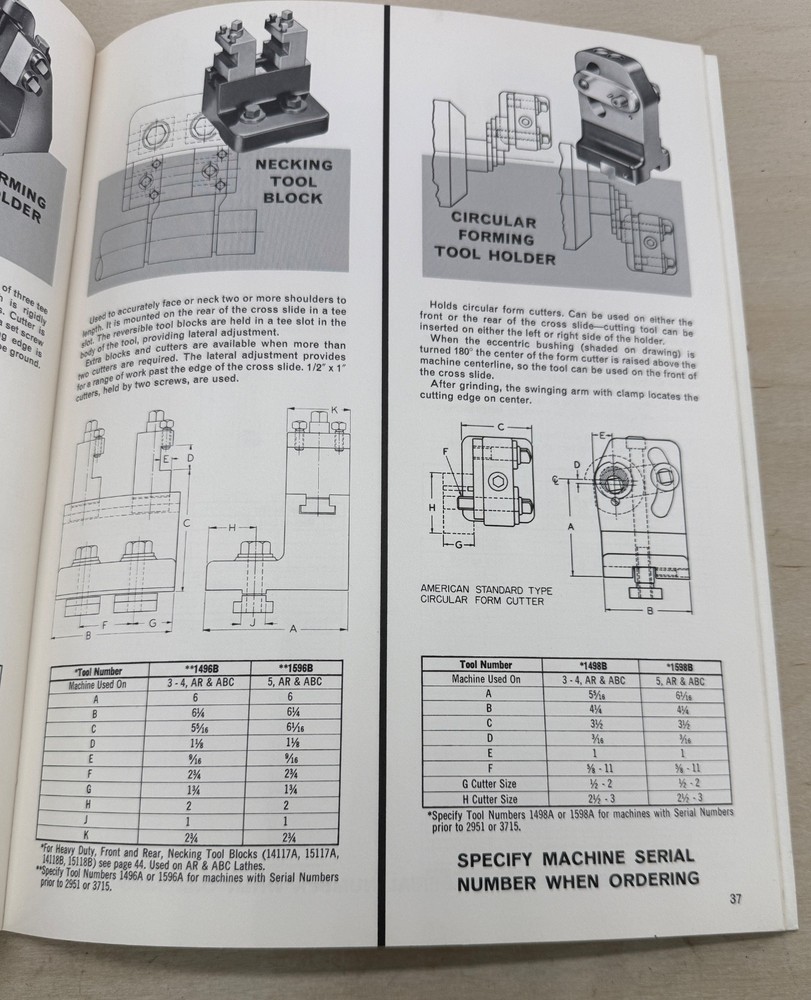 RMING
LDER
of three tee
is rigidly
s. Cutter is
a set screw
g edge is
be ground.
NECKING
TOOL
BLOCK
Used to accurately face or neck two or more shoulders to
length. It is mounted on the rear of the cross slide in a tee
slot. The reversible tool blocks are held in a tee slot in the
body of the tool, providing lateral adjustment.
Extra blocks and cutters are available when more than
two cutters are required. The lateral adjustment provides
for a range of work past the edge of the cross slide. 1/2" x 1"
cutters, held by two screws, are used.
K
E
D
C
H
F
G
B
J
A
*Tool Number **1496B **1596B
Machine Used On 3 - 4, AR & ABC 5, AR & ABC
A 6 6
B 6¼ 6¼
C 5⁵⁄₁₆ 6¹⁄₁₆
D 1⅛ 1⅛
E ⁹⁄₁₆ ⁹⁄₁₆
F 2¾ 2¾
G 1¾ 1¾
H 2 2
J 1 1
K 2¾ 2¾
*For Heavy Duty, Front and Rear, Necking Tool Blocks (14117A, 15117A,
14118B, 15118B) see page 44. Used on AR & ABC Lathes.
**Specify Tool Numbers 1496A or 1596A for machines with Serial Numbers
prior to 2951 or 3715.
CIRCULAR
FORMING
TOOL HOLDER
Holds circular form cutters. Can be used on either the
front or the rear of the cross slide—cutting tool can be
inserted on either the left or right side of the holder.
When the eccentric bushing (shaded on drawing) is
turned 180° the center of the form cutter is raised above the
machine centerline, so the tool can be used on the front of
the cross slide.
After grinding, the swinging arm with clamp locates the
cutting edge on center.
C
E
F
D
℄
H
A
G
B
AMERICAN STANDARD TYPE
CIRCULAR FORM CUTTER
Tool Number *1498B *1598B
Machine Used On 3 - 4, AR & ABC 5, AR & ABC
A 5⁵⁄₁₆ 6¹⁄₁₆
B 4¼ 4¼
C 3½ 3½
D ³⁄₁₆ ³⁄₁₆
E 1 1
F ⅝ - 11 ⅝ - 11
G Cutter Size ½ - 2 ½ - 2
H Cutter Size 2½ - 3 2½ - 3
*Specify Tool Numbers 1498A or 1598A for machines with Serial Numbers
prior to 2951 or 3715.
SPECIFY MACHINE SERIAL
NUMBER WHEN ORDERING
37